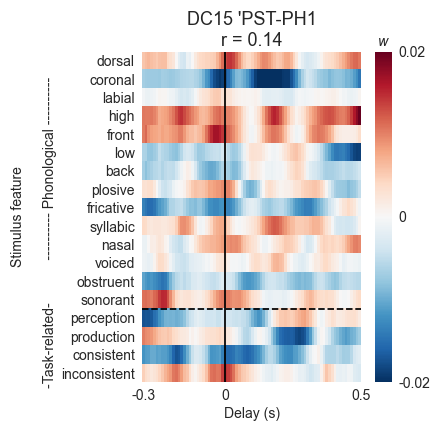 DC15 'PST-PH1
r = 0.14
w
dorsal
coronal
labial
high
front
low
back
plosive
fricative
syllabic
nasal
voiced
obstruent
sonorant
perception
production
consistent
inconsistent
Stimulus feature
-Task-related- ---------- Phonological ----------
0.02
0
-0.02
-0.3 0 0.5
Delay (s)